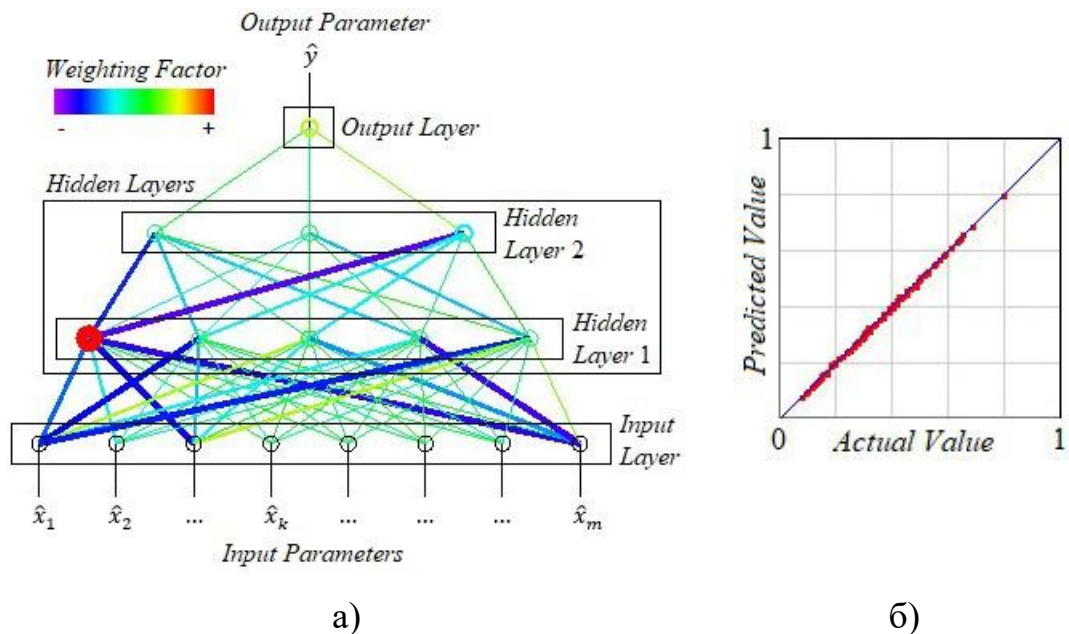 Output Parameter
ŷ
Weighting Factor
- +
Output Layer
Hidden Layers
Hidden
Layer 2
Hidden
Layer 1
Input
Layer
x̂₁ x̂₂ ... x̂ₖ ... ... ... x̂ₘ
Input Parameters
а)
1
Predicted Value
0 1
Actual Value
б)